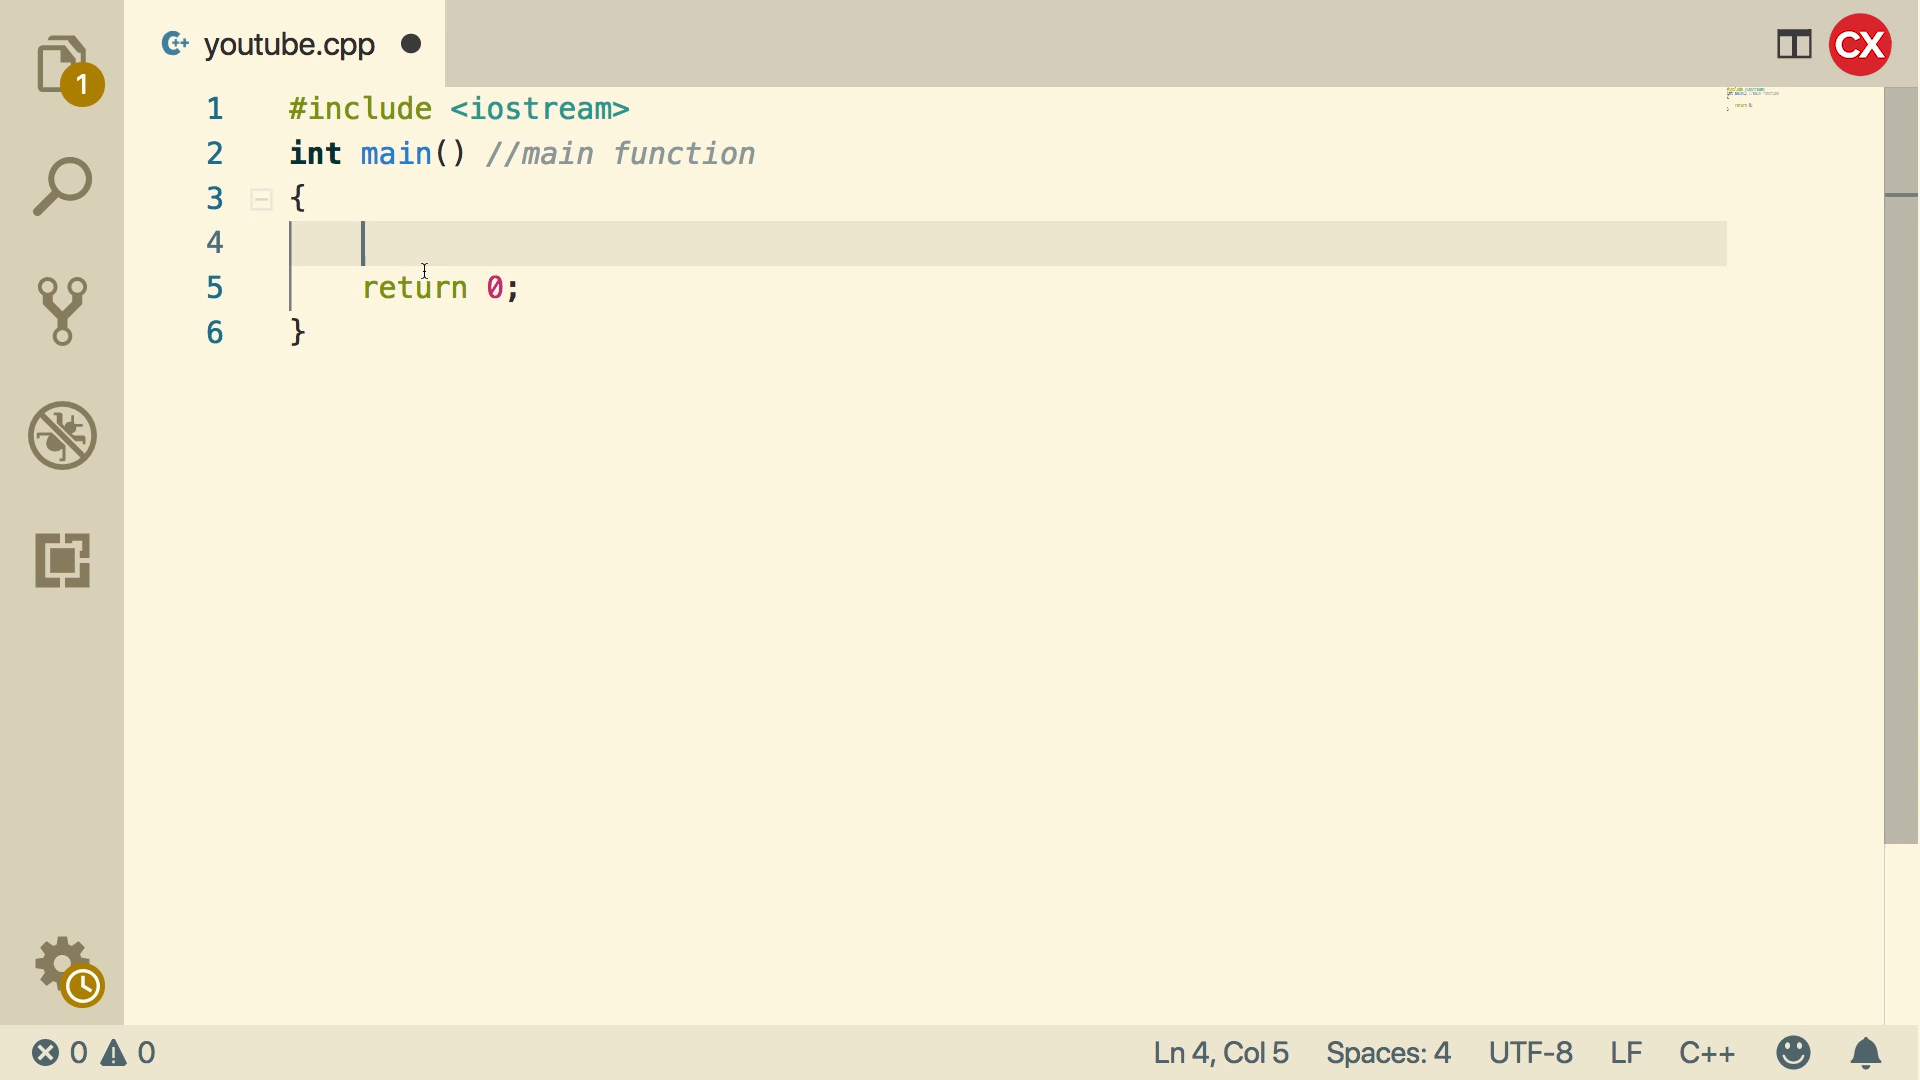 youtube.cpp
CX
1
1 #include <iostream>
2 int main() //main function
3 {
4
5     return 0;
6 }
0 0
Ln 4, Col 5 Spaces: 4 UTF-8 LF C++